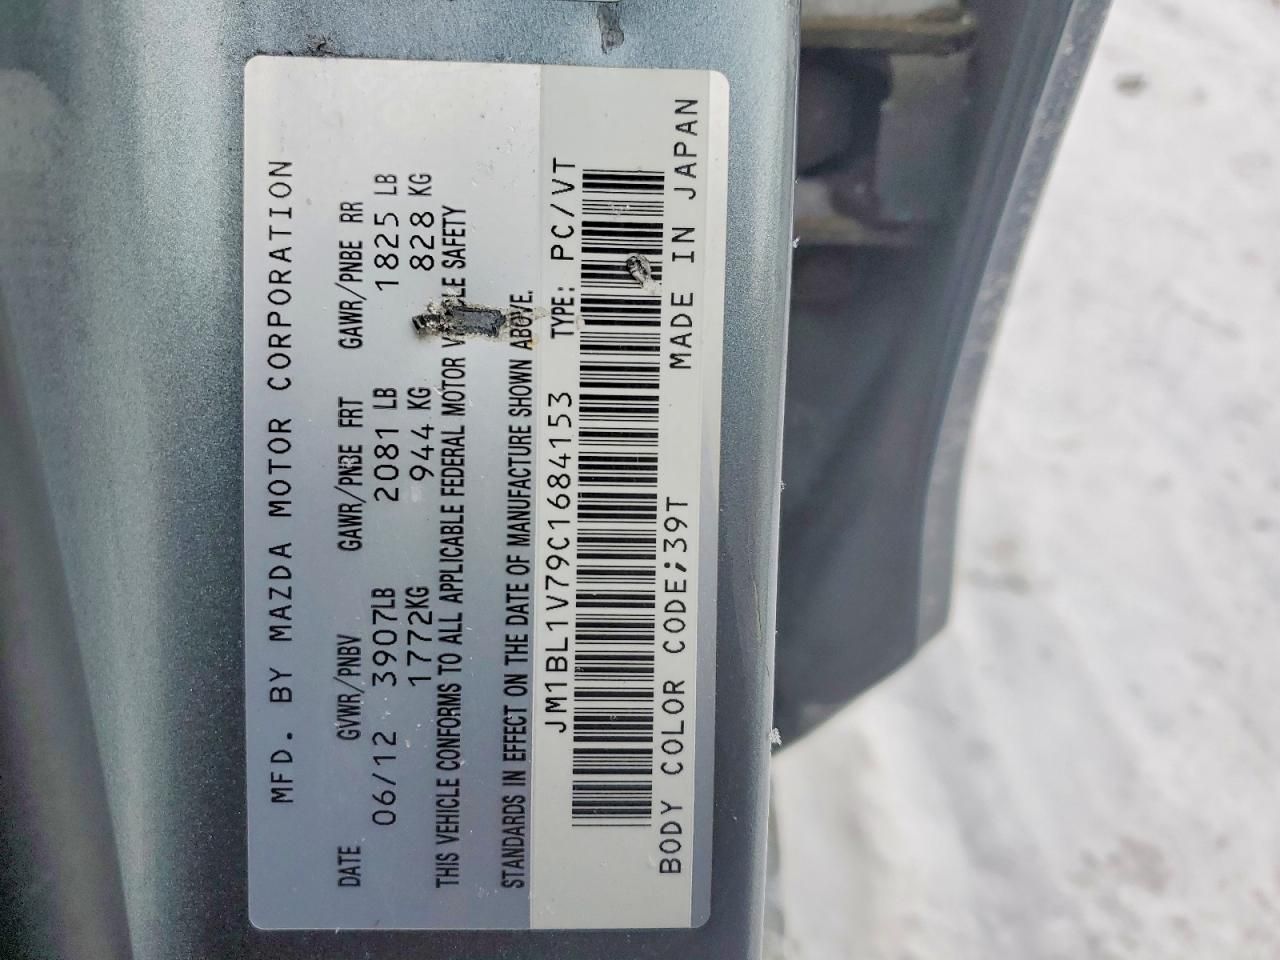 MFD. BY MAZDA MOTOR CORPORATION
DATE GVWR/PNBV GAWR/PNBE FRT GAWR/PNBE RR
06/12 3907LB 2081 LB 1825 LB
1772KG 944 KG 828 KG
THIS VEHICLE CONFORMS TO ALL APPLICABLE FEDERAL MOTOR SAFETY
STANDARDS IN EFFECT ON THE DATE OF MANUFACTURE SHOWN ABOVE.
JM1BL1V79C1684153 TYPE: PC/VT
BODY COLOR CODE;39T MADE IN JAPAN